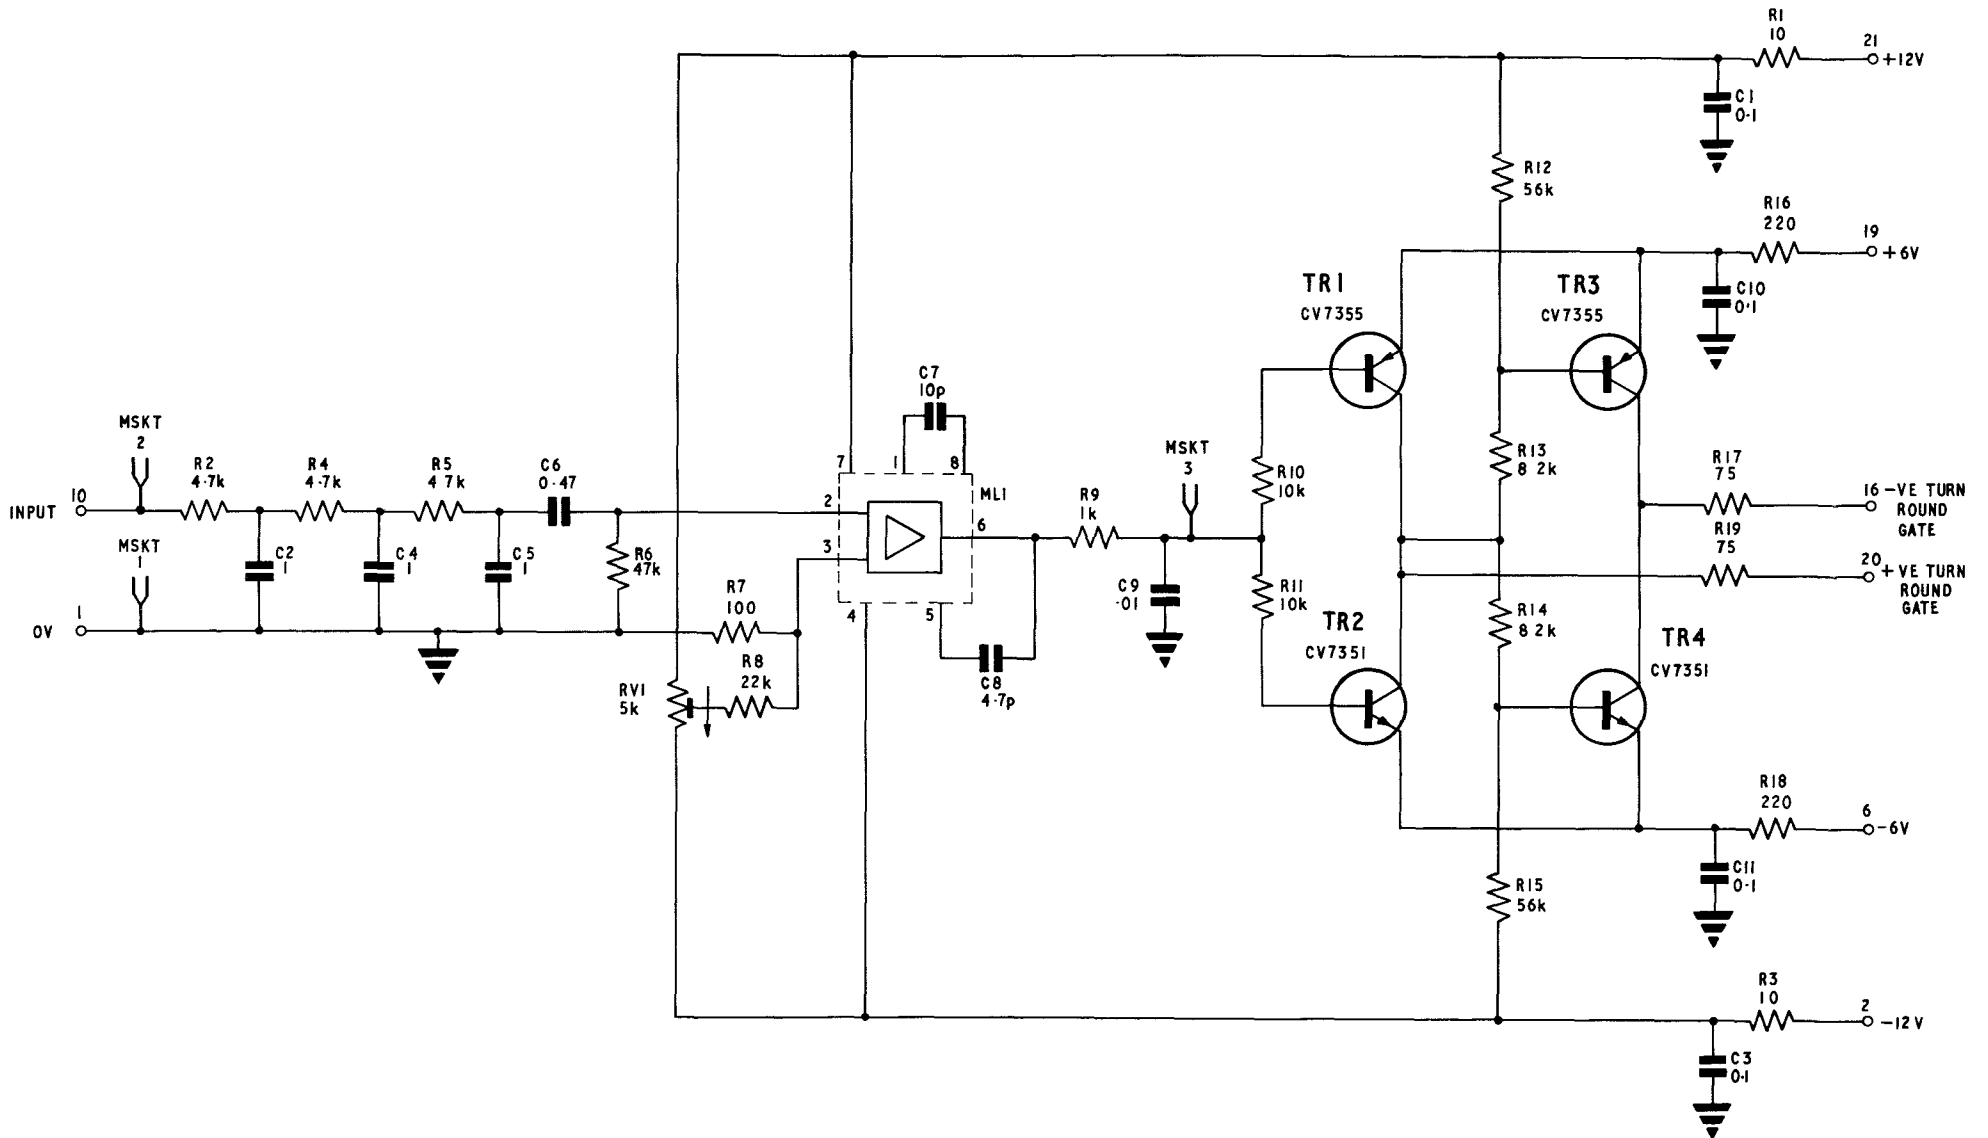 R1
10
21
+12V
C1
0·1
R12
56k
R16
220
19
+6V
C10
0·1
TR1
CV7355
TR3
CV7355
C7
10p
MSKT
2
R2
4·7k
R4
4·7k
R5
4 7k
C6
0·47
INPUT
10
MSKT
1
C2
1
C4
1
C5
1
R6
47k
0V
1
R7
100
R8
22k
RV1
5k
7
1
8
ML1
2
3
6
4
5
C8
4·7p
R9
1k
MSKT
3
C9
·01
R10
10k
R11
10k
R13
8 2k
R14
8 2k
R17
75
16 -VE TURN
ROUND
GATE
R19
75
20 + VE TURN
ROUND
GATE
TR2
CV7351
TR4
CV7351
R18
220
6
-6V
C11
0·1
R15
56k
R3
10
2
-12V
C3
0·1